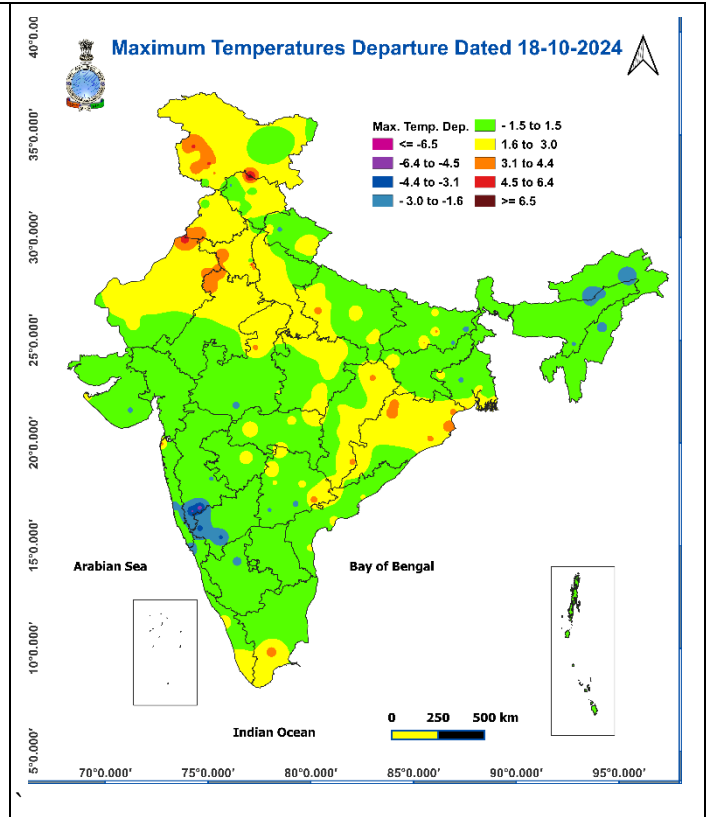 Maximum Temperatures Departure Dated 18-10-2024
Max. Temp. Dep.
<= -6.5
-6.4 to -4.5
-4.4 to -3.1
- 3.0 to -1.6
- 1.5 to 1.5
1.6 to 3.0
3.1 to 4.4
4.5 to 6.4
>= 6.5
40°0.00
35°0.000'
30°0.000'
25°0.000'
20°0.000'
15°0.000'
10°0.000'
5°0.000'
Arabian Sea
Bay of Bengal
Indian Ocean
0 250 500 km
70°0.000' 75°0.000' 80°0.000' 85°0.000' 90°0.000' 95°0.000'
`